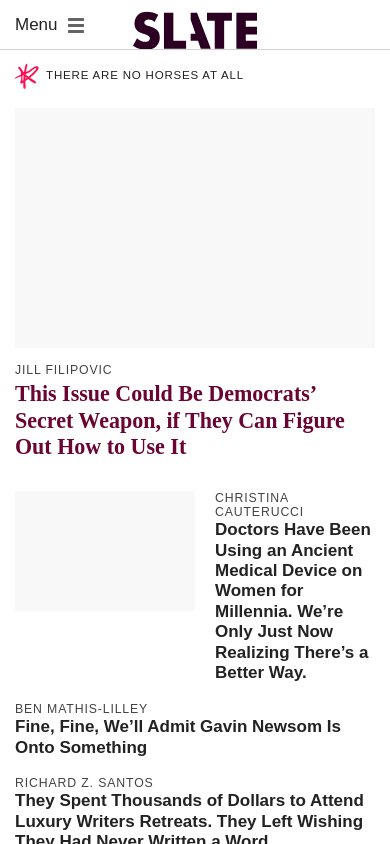 Menu
SLATE
THERE ARE NO HORSES AT ALL
JILL FILIPOVIC
This Issue Could Be Democrats’
Secret Weapon, if They Can Figure
Out How to Use It
CHRISTINA
CAUTERUCCI
Doctors Have Been
Using an Ancient
Medical Device on
Women for
Millennia. We’re
Only Just Now
Realizing There’s a
Better Way.
BEN MATHIS-LILLEY
Fine, Fine, We’ll Admit Gavin Newsom Is
Onto Something
RICHARD Z. SANTOS
They Spent Thousands of Dollars to Attend
Luxury Writers Retreats. They Left Wishing
They Had Never Written a Word.